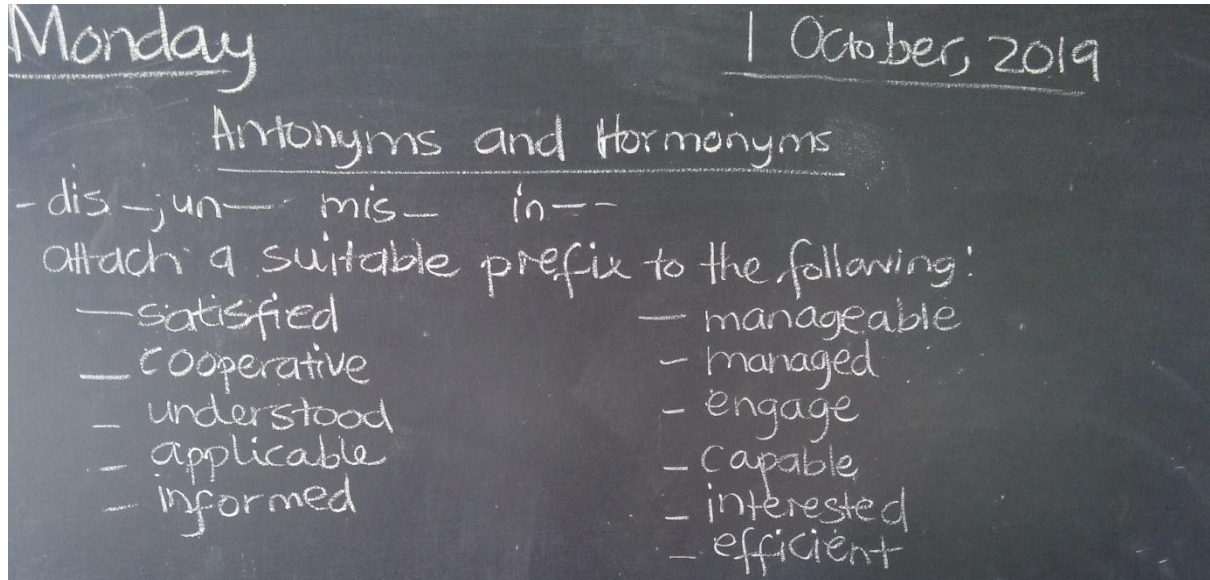 Monday 1 October, 2019
Antonyms and Hormonyms
- dis -, un- mis - in--
attach a suitable prefix to the following:
- satisfied - manageable
- cooperative - managed
- understood - engage
- applicable - capable
- informed - interested
- efficient